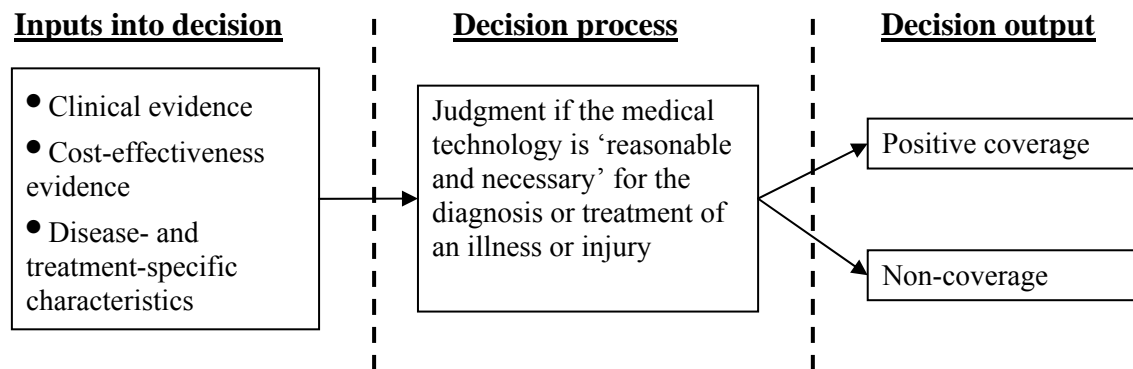 Inputs into decision
• Clinical evidence
• Cost-effectiveness
evidence
• Disease- and
treatment-specific
characteristics
Decision process
Judgment if the medical
technology is ‘reasonable
and necessary’ for the
diagnosis or treatment of
an illness or injury
Decision output
Positive coverage
Non-coverage